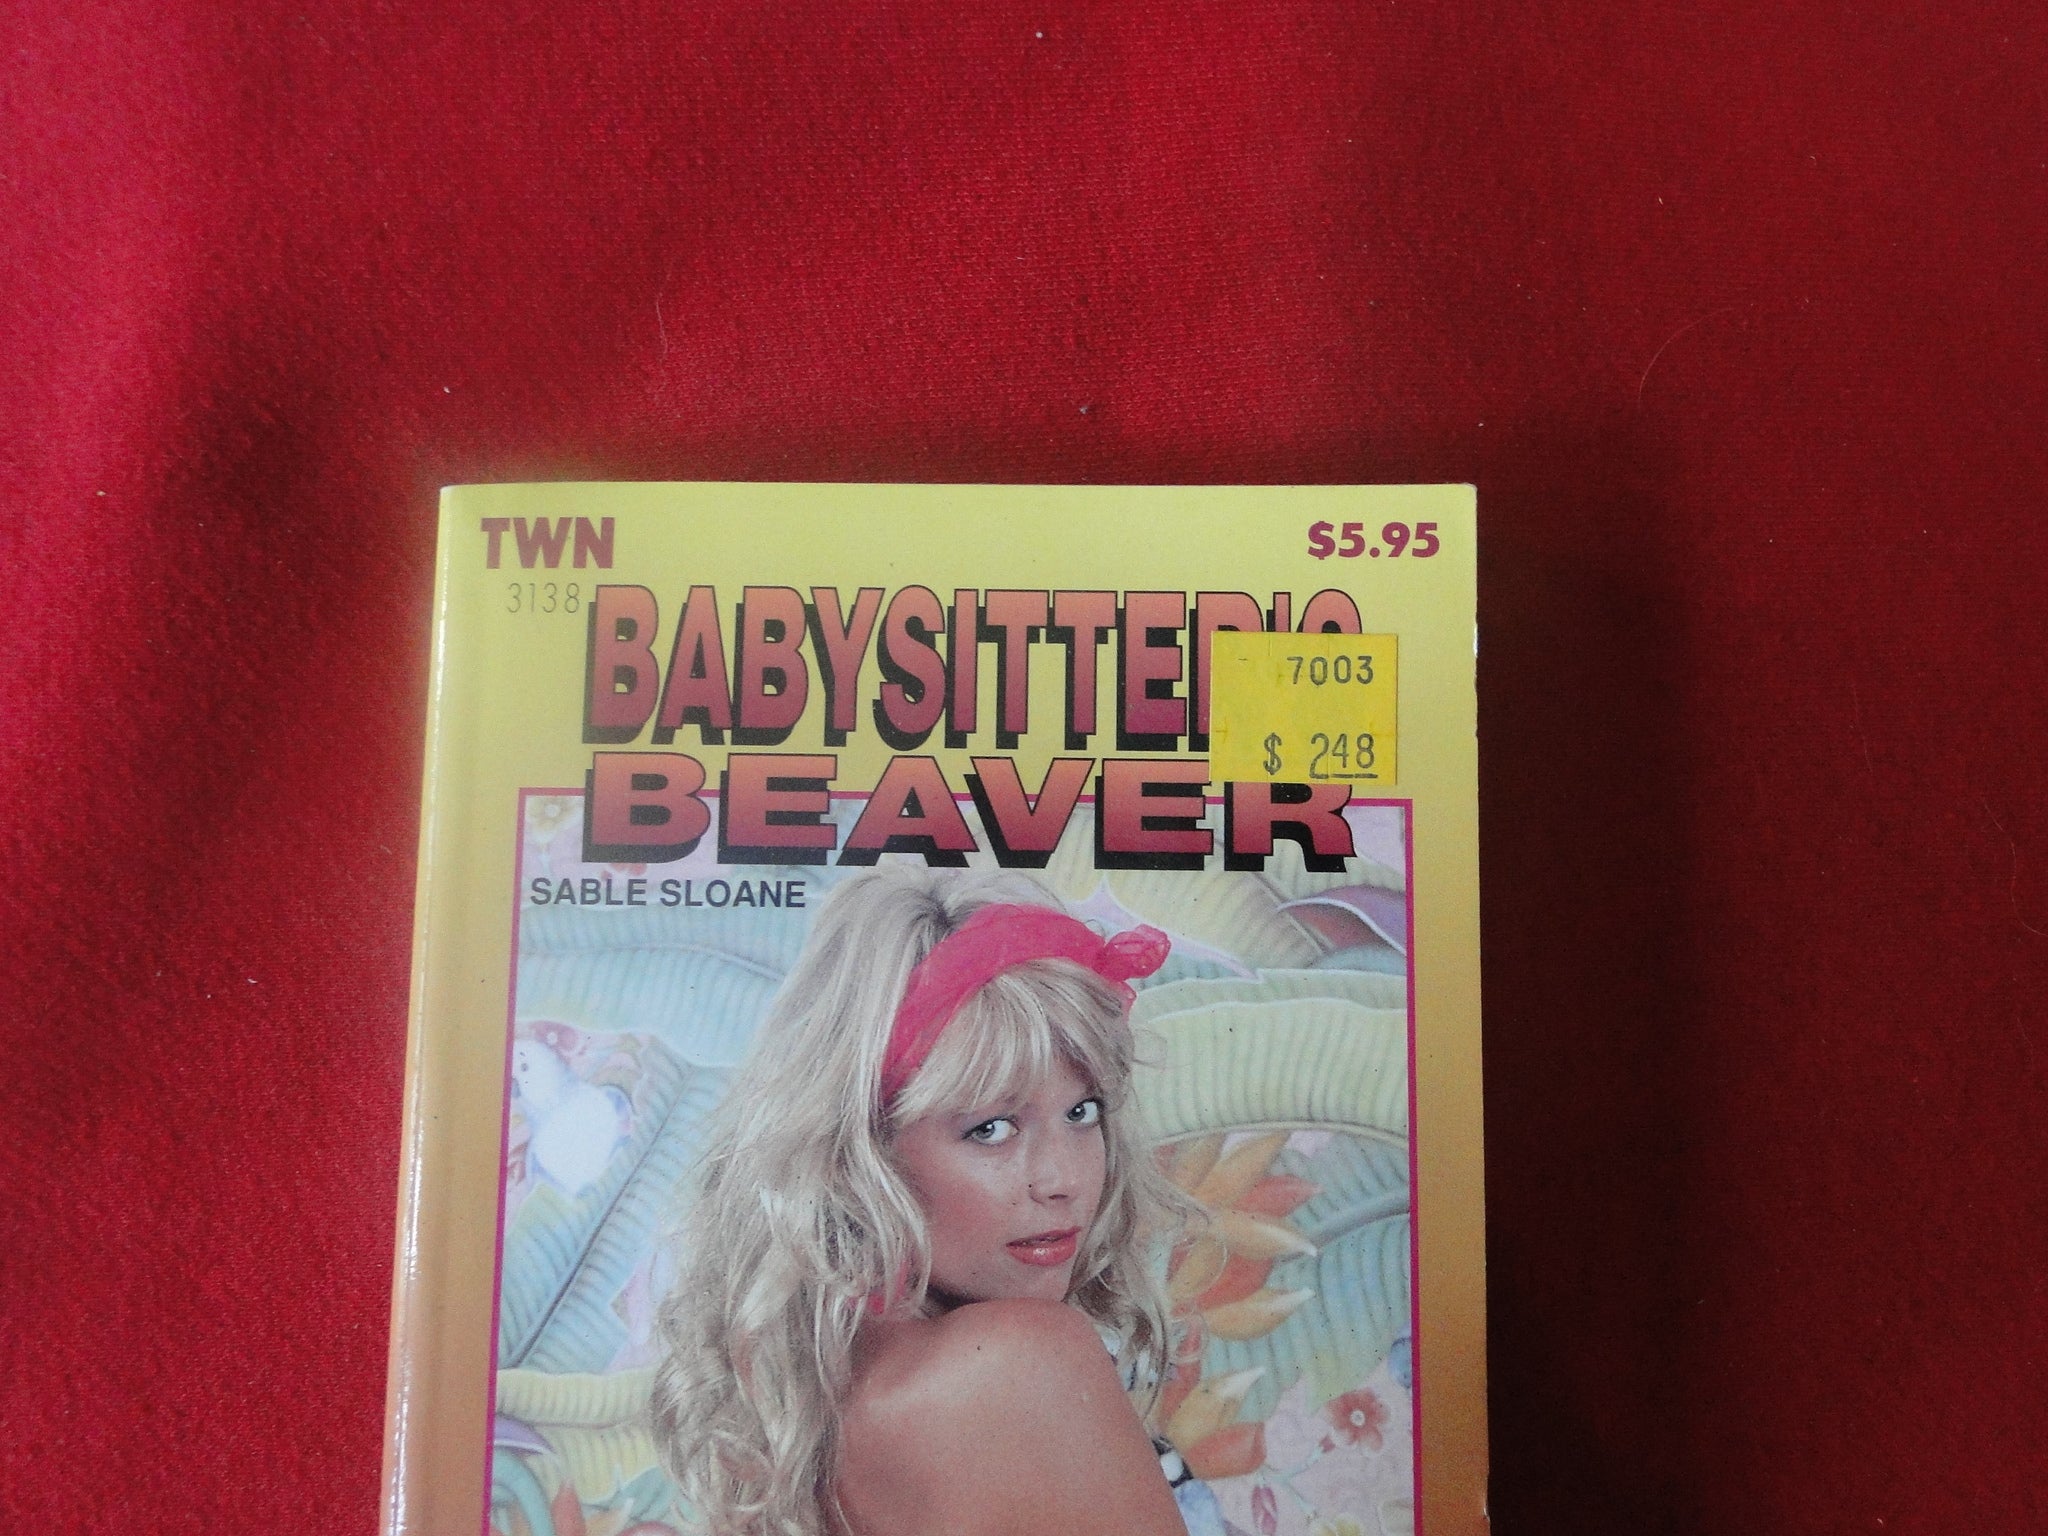 TWN
$5.95
3138
BABYSITTER'S
7003
$ 248
BEAVER
SABLE SLOANE